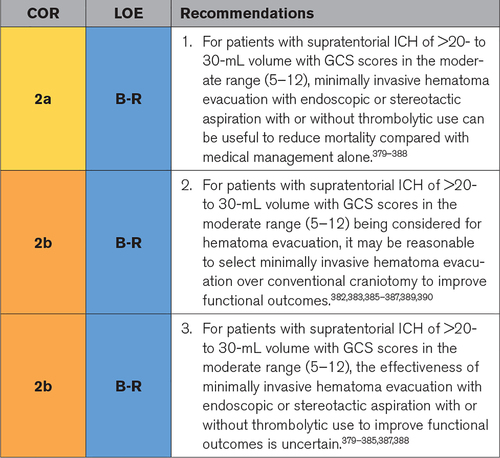 COR LOE Recommendations
2a B-R 1. For patients with supratentorial ICH of >20- to
30-mL volume with GCS scores in the moder-
ate range (5–12), minimally invasive hematoma
evacuation with endoscopic or stereotactic
aspiration with or without thrombolytic use can
be useful to reduce mortality compared with
medical management alone.379–388
2b B-R 2. For patients with supratentorial ICH of >20-
to 30-mL volume with GCS scores in the
moderate range (5–12) being considered for
hematoma evacuation, it may be reasonable
to select minimally invasive hematoma evac-
uation over conventional craniotomy to improve
functional outcomes.382,383,385–387,389,390
2b B-R 3. For patients with supratentorial ICH of >20-
to 30-mL volume with GCS scores in the
moderate range (5–12), the effectiveness of
minimally invasive hematoma evacuation with
endoscopic or stereotactic aspiration with or
without thrombolytic use to improve functional
outcomes is uncertain.379–385,387,388